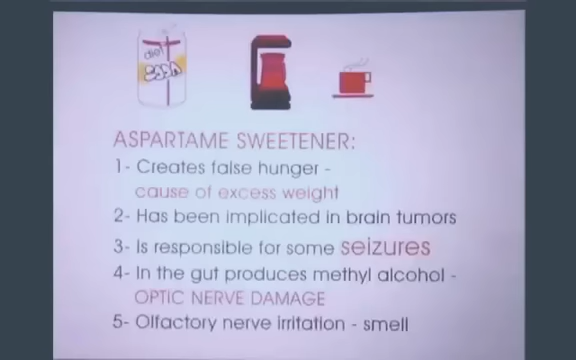 diet
SODA
ASPARTAME SWEETENER:
1- Creates false hunger -
cause of excess weight
2- Has been implicated in brain tumors
3- Is responsible for some seizures
4- In the gut produces methyl alcohol -
OPTIC NERVE DAMAGE
5- Olfactory nerve irritation - smell